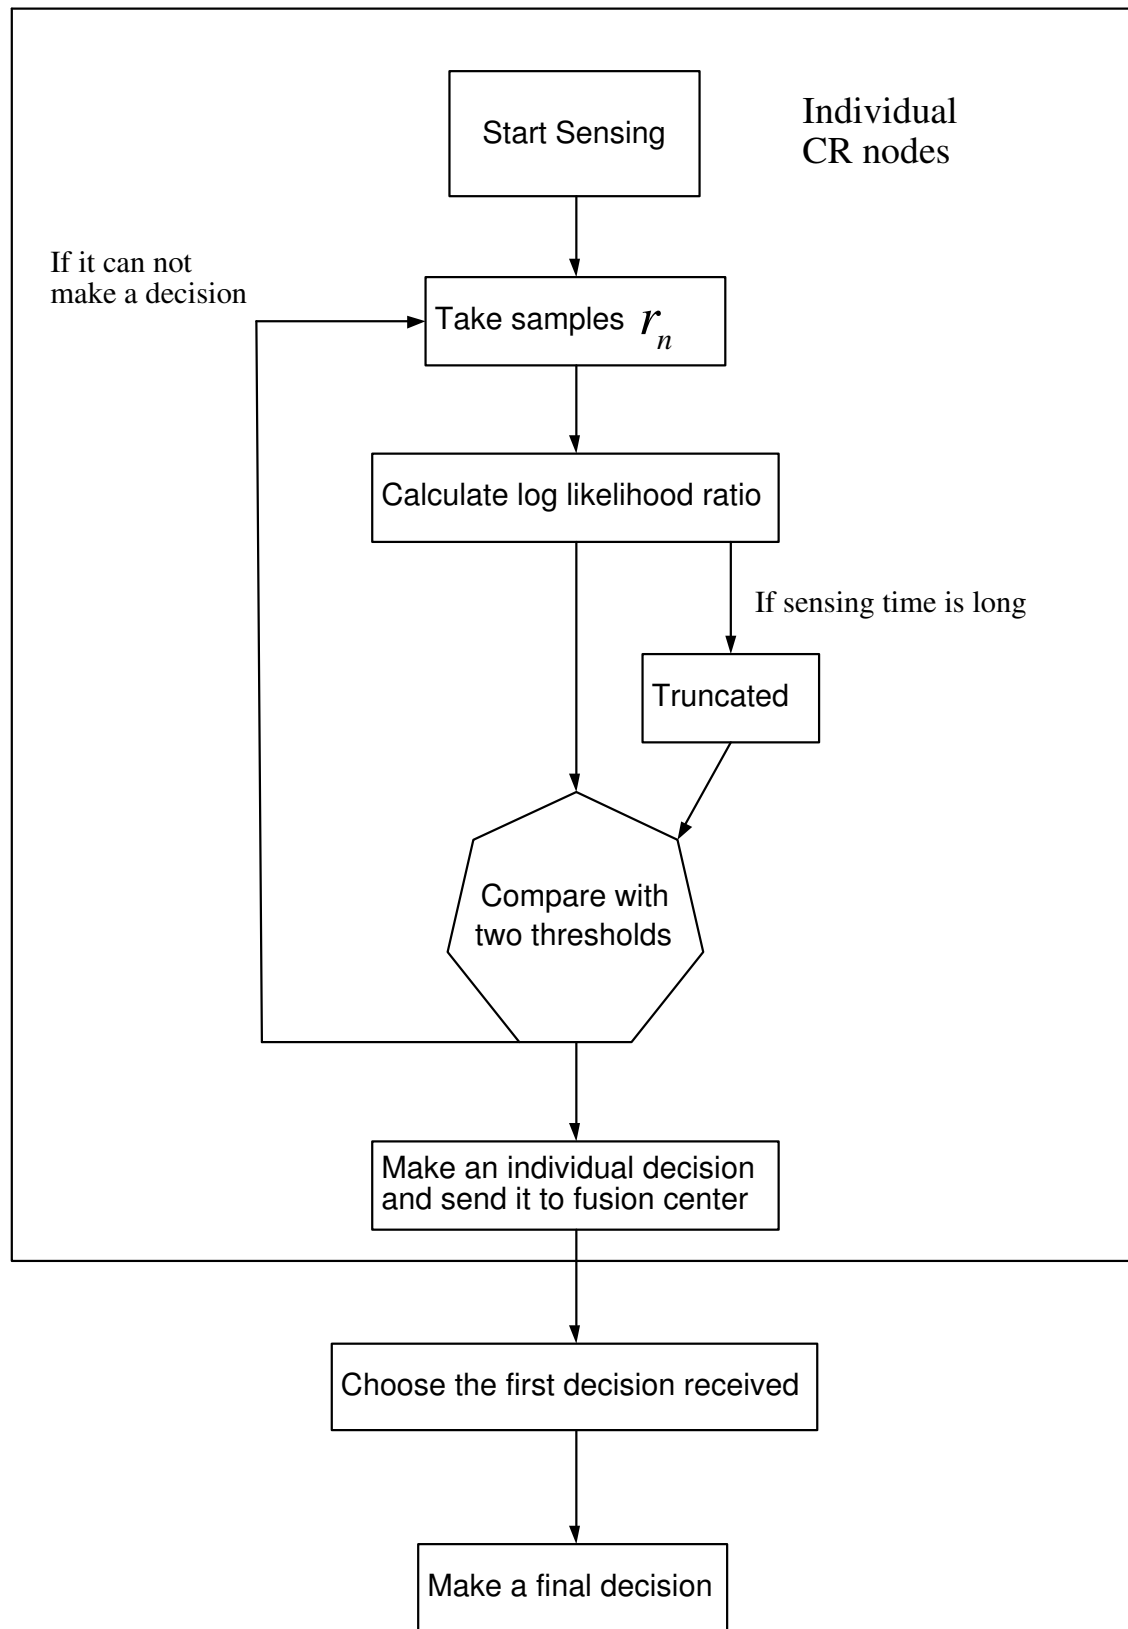 Start Sensing
Individual
CR nodes
If it can not
make a decision
Take samples r_n
Calculate log likelihood ratio
If sensing time is long
Truncated
Compare with
two thresholds
Make an individual decision
and send it to fusion center
Choose the first decision received
Make a final decision